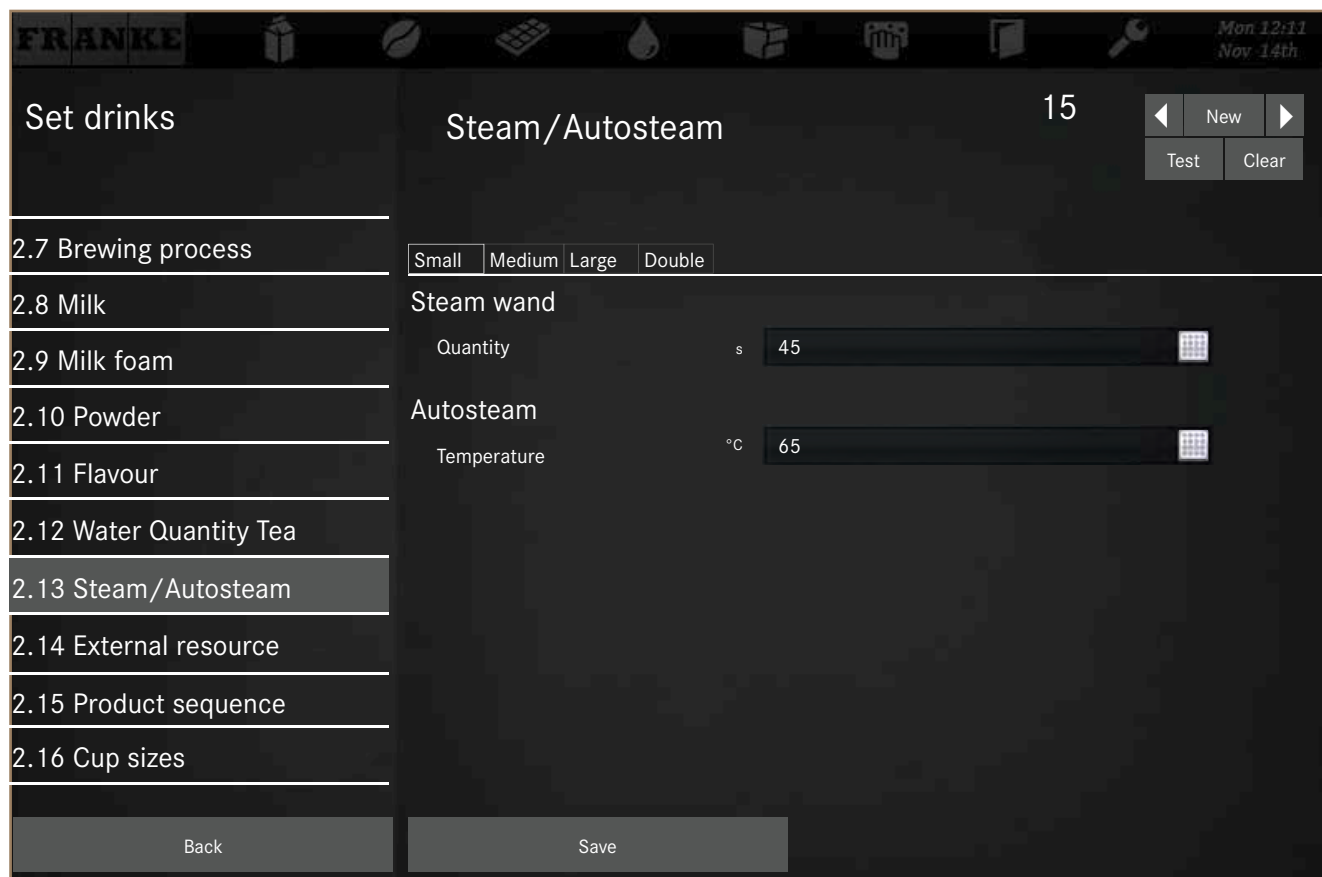 FRANKE
Mon 12:11
Nov 14th
Set drinks
Steam/Autosteam
15
New
Test Clear
2.7 Brewing process
2.8 Milk
2.9 Milk foam
2.10 Powder
2.11 Flavour
2.12 Water Quantity Tea
2.13 Steam/Autosteam
2.14 External resource
2.15 Product sequence
2.16 Cup sizes
Small Medium Large Double
Steam wand
Quantity s 45
Autosteam
Temperature °C 65
Back
Save